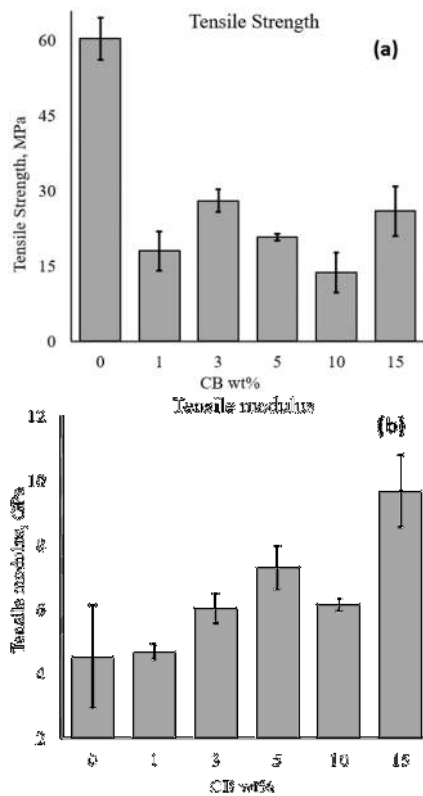 Tensile Strength
(a)
Tensile Strength, MPa
60
45
30
15
0
0 1 3 5 10 15
CB wt%
Tensile modulus
(b)
Tensile modulus, GPa
12
10
8
6
4
2
0 1 3 5 10 15
CB wt%